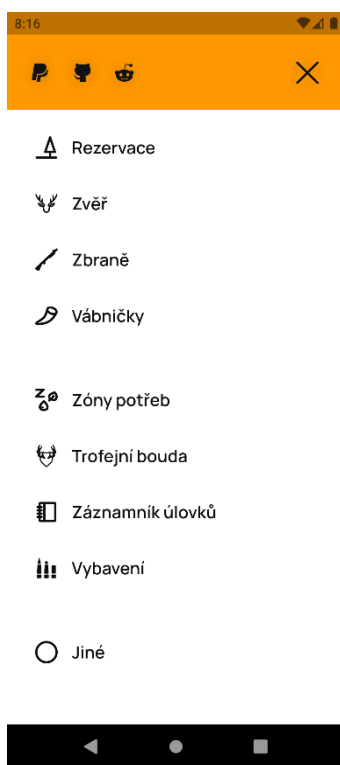 8:16
Rezervace
Zvěř
Zbraně
Vábničky
Zóny potřeb
Trofejní bouda
Záznamník úlovků
Vybavení
Jiné